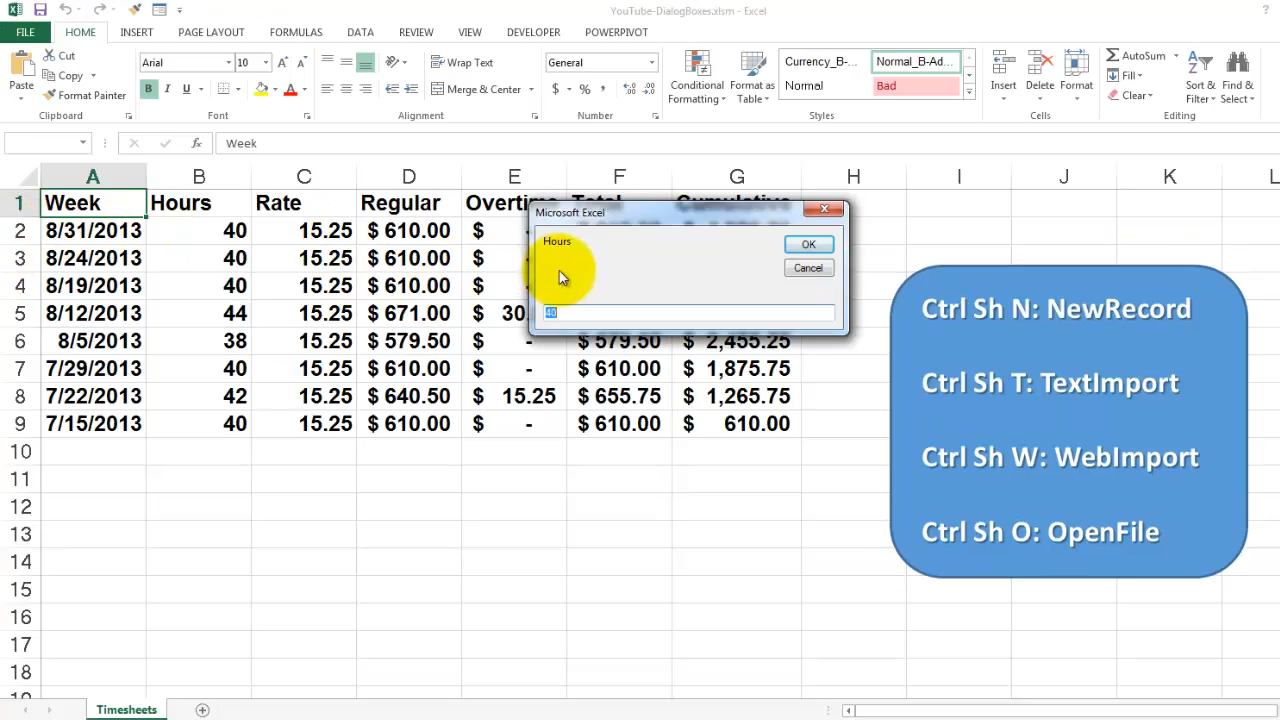 YouTube-DialogBoxes.xlsm - Excel
?
FILE HOME INSERT PAGE LAYOUT FORMULAS DATA REVIEW VIEW DEVELOPER POWERPIVOT
Paste
Cut
Copy
Format Painter
Clipboard
Arial 10
B I U
Font
Wrap Text
Merge & Center
Alignment
General
$ % ,
Number
Conditional Formatting
Format as Table
Currency_B-... Normal_B-Ad...
Normal Bad
Styles
Insert Delete Format
Cells
AutoSum
Fill
Clear
Sort & Filter
Find & Select
Editing
fx Week
A B C D E F G H I J K L
1 Week Hours Rate Regular Overtime Total Cumulative
2 8/31/2013 40 15.25 $ 610.00 $ -
3 8/24/2013 40 15.25 $ 610.00 $ -
4 8/19/2013 40 15.25 $ 610.00 $ -
5 8/12/2013 44 15.25 $ 671.00 $ 30.
6 8/5/2013 38 15.25 $ 579.50 $ - $ 579.50 $ 2,455.25
7 7/29/2013 40 15.25 $ 610.00 $ - $ 610.00 $ 1,875.75
8 7/22/2013 42 15.25 $ 640.50 $ 15.25 $ 655.75 $ 1,265.75
9 7/15/2013 40 15.25 $ 610.00 $ - $ 610.00 $ 610.00
10
11
12
13
14
15
16
17
18
19
Microsoft Excel
Hours
OK
Cancel
40
Ctrl Sh N: NewRecord
Ctrl Sh T: TextImport
Ctrl Sh W: WebImport
Ctrl Sh O: OpenFile
Timesheets